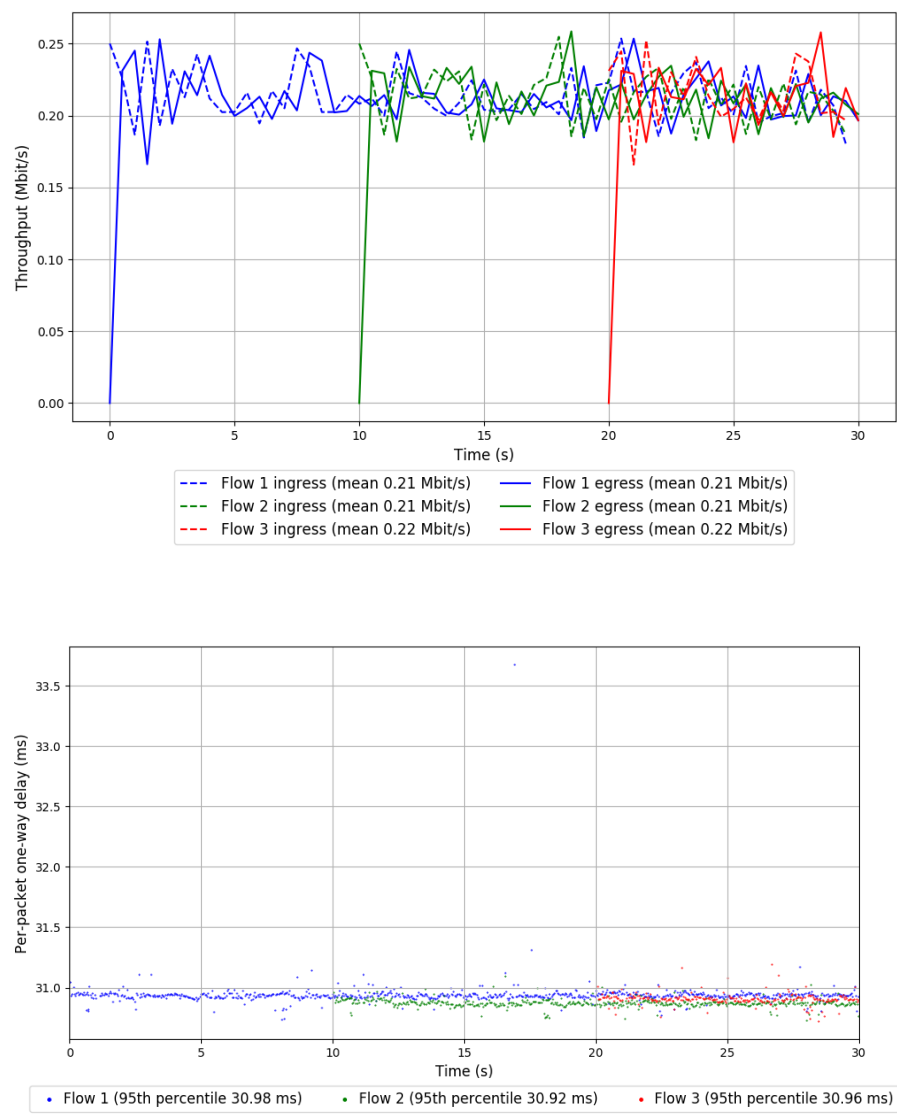 0.25
0.20
0.15
0.10
0.05
0.00
Throughput (Mbit/s)
0 5 10 15 20 25 30
Time (s)
Flow 1 ingress (mean 0.21 Mbit/s) Flow 1 egress (mean 0.21 Mbit/s)
Flow 2 ingress (mean 0.21 Mbit/s) Flow 2 egress (mean 0.21 Mbit/s)
Flow 3 ingress (mean 0.22 Mbit/s) Flow 3 egress (mean 0.22 Mbit/s)
33.5
33.0
32.5
32.0
31.5
31.0
Per-packet one-way delay (ms)
0 5 10 15 20 25 30
Time (s)
Flow 1 (95th percentile 30.98 ms) Flow 2 (95th percentile 30.92 ms) Flow 3 (95th percentile 30.96 ms)